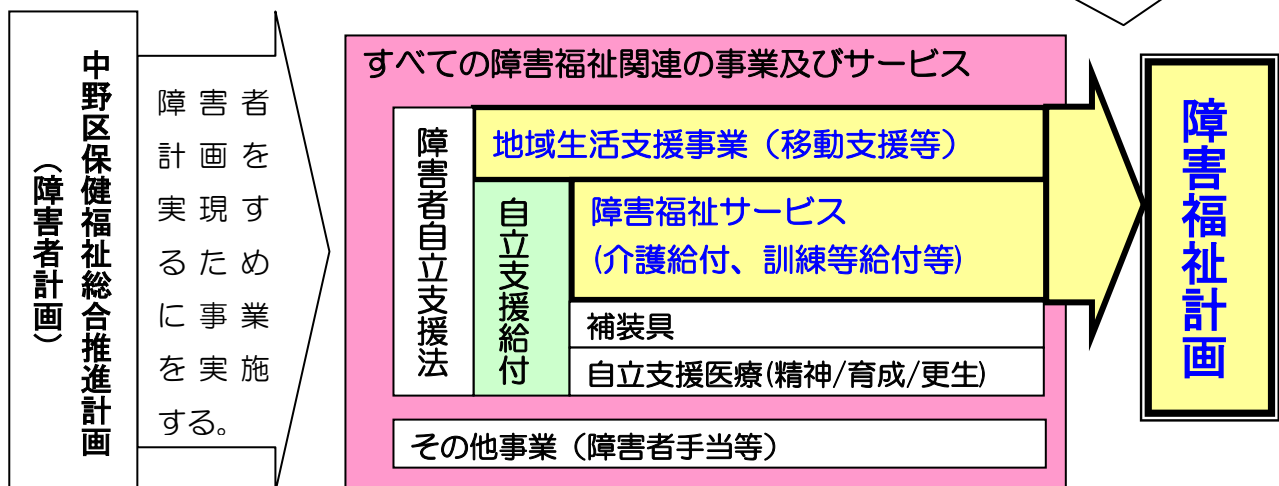 中野区保健福祉総合推進計画
（障害者計画）
障害者
計画を
実現す
るため
に事業
を実施
する。
すべての障害福祉関連の事業及びサービス
障害者自立支援法
地域生活支援事業（移動支援等）
自立支援給付
障害福祉サービス
(介護給付、訓練等給付等)
補装具
自立支援医療(精神/育成/更生)
その他事業（障害者手当等）
障害福祉計画